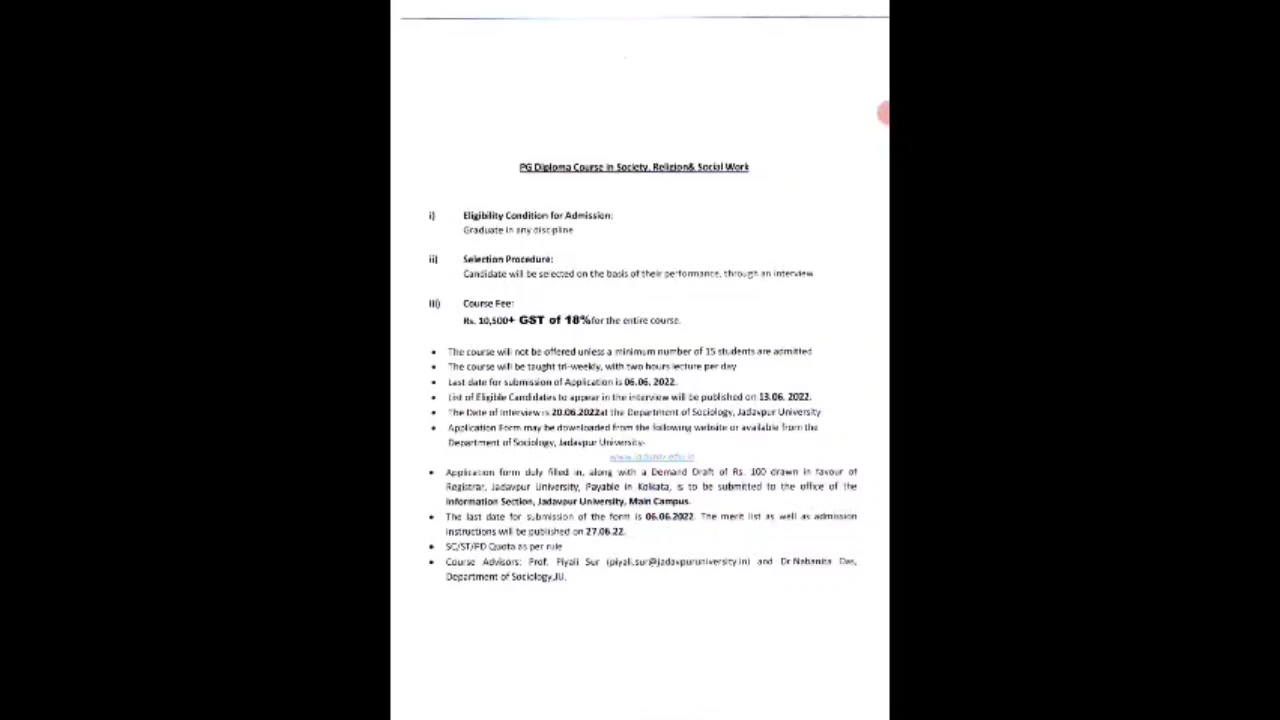 PG Diploma Course in Society, Religion& Social Work
i) Eligibility Condition for Admission:
Graduate in any discipline
ii) Selection Procedure:
Candidate will be selected on the basis of their performance, through an interview
iii) Course Fee:
Rs. 10,500+ GST of 18%for the entire course.
• The course will not be offered unless a minimum number of 15 students are admitted
• The course will be taught tri-weekly, with two hours lecture per day
• Last date for submission of Application is 06.06. 2022.
• List of Eligible Candidates to appear in the interview will be published on 13.06. 2022.
• The Date of Interview is 20.06.2022at the Department of Sociology, Jadavpur University
• Application Form may be downloaded from the following website or available from the
Department of Sociology, Jadavpur University-
www.jaduniv.edu.in
• Application form duly filled in, along with a Demand Draft of Rs. 100 drawn in favour of
Registrar, Jadavpur University, Payable in Kolkata, is to be submitted to the office of the
Information Section, Jadavpur University, Main Campus.
• The last date for submission of the form is 06.06.2022. The merit list as well as admission
instructions will be published on 27.06.22.
• SC/ST/PD Quota as per rule
• Course Advisors: Prof. Piyali Sur (piyali.sur@jadavpuruniversity.in) and Dr Nabanita Das,
Department of Sociology,JU.